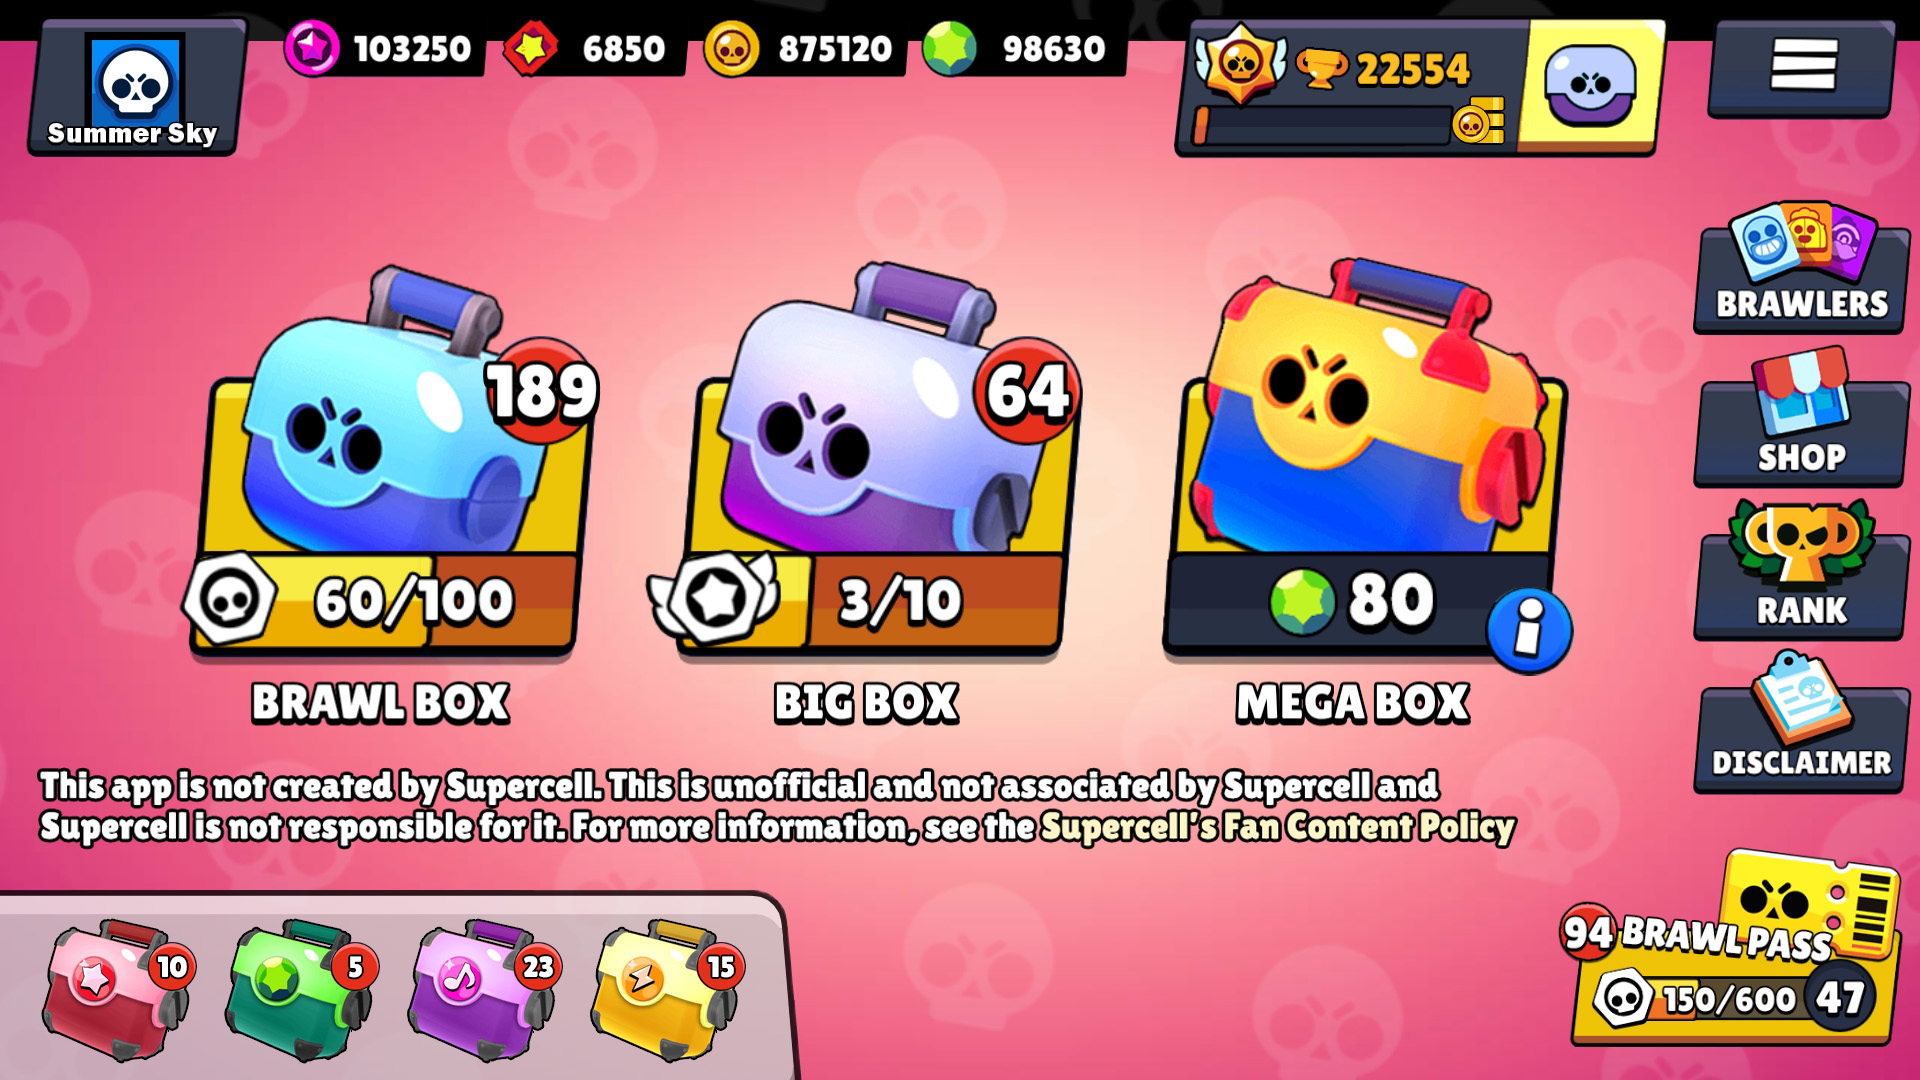 Summer Sky
103250
6850
875120
98630
22554
BRAWLERS
SHOP
RANK
DISCLAIMER
189
64
60/100
3/10
80
i
BRAWL BOX
BIG BOX
MEGA BOX
This app is not created by Supercell. This is unofficial and not associated by Supercell and
Supercell is not responsible for it. For more information, see the Supercell's Fan Content Policy
10
5
23
15
94 BRAWL PASS
150/600
47